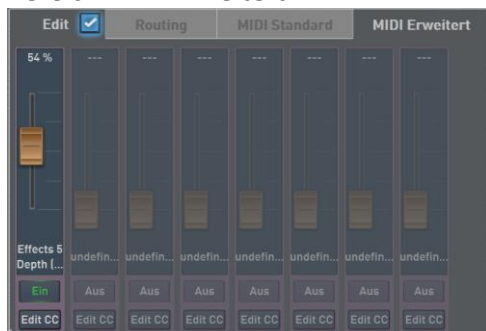 Edit Routing MIDI Standard MIDI Erweitert
54 % --- --- --- --- --- --- ---
Effects 5
Depth (... undefin... undefin... undefin... undefin... undefin... undefin... undefin...
Ein Aus Aus Aus Aus Aus Aus Aus
Edit CC Edit CC Edit CC Edit CC Edit CC Edit CC Edit CC Edit CC